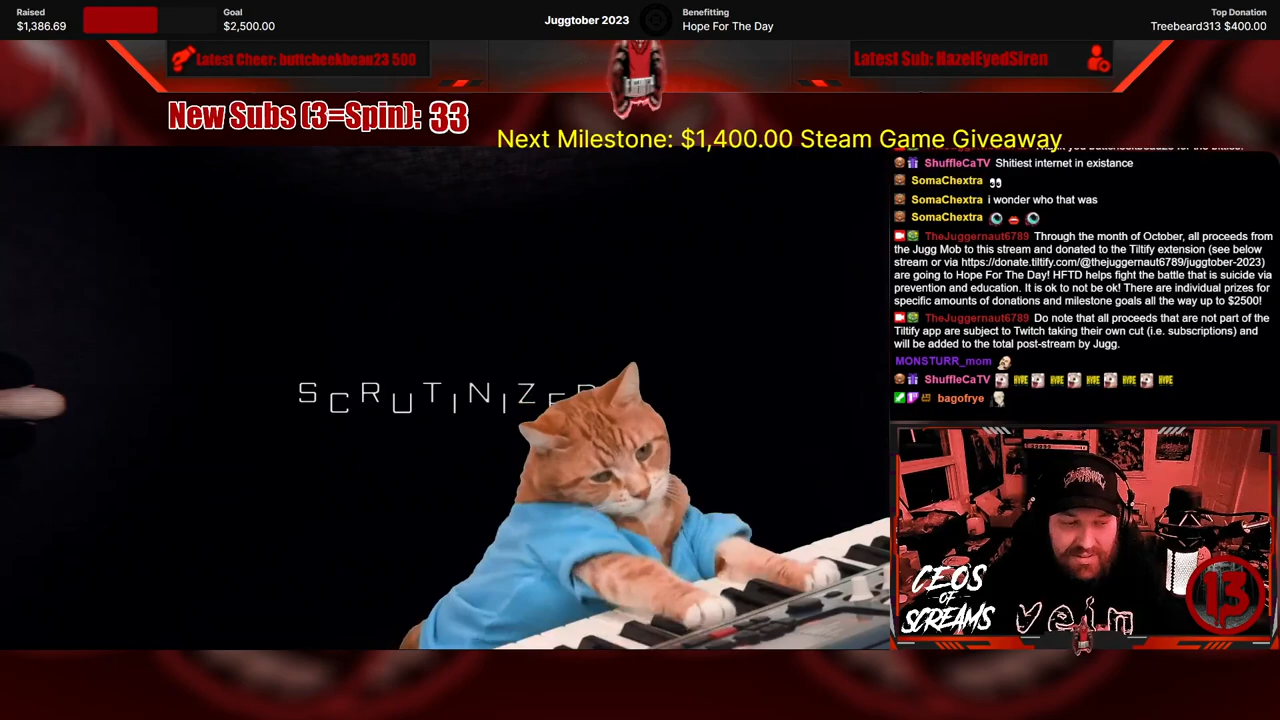 Raised
$1,386.69
Goal
$2,500.00
Juggtober 2023
Benefitting
Hope For The Day
Top Donation
Treebeard313 $400.00
Latest Cheer: buttcheekbeau23 500
Latest Sub: HazelEyedSiren
New Subs (3=Spin): 33
Next Milestone: $1,400.00 Steam Game Giveaway
ShuffleCaTV Shitiest internet in existance
SomaChextra
SomaChextra i wonder who that was
SomaChextra
TheJuggernaut6789 Through the month of October, all proceeds from
the Jugg Mob to this stream and donated to the Tiltify extension (see below
stream or via https://donate.tiltify.com/@thejuggernaut6789/juggtober-2023)
are going to Hope For The Day! HFTD helps fight the battle that is suicide via
prevention and education. It is ok to not be ok! There are individual prizes for
specific amounts of donations and milestone goals all the way up to $2500!
TheJuggernaut6789 Do note that all proceeds that are not part of the
Tiltify app are subject to Twitch taking their own cut (i.e. subscriptions) and
will be added to the total post-stream by Jugg.
MONSTURR_mom
ShuffleCaTV HYPE HYPE HYPE HYPE HYPE
bagofrye
SCRUTINIZE
CEOS
OF
SCREAMS
vein
13